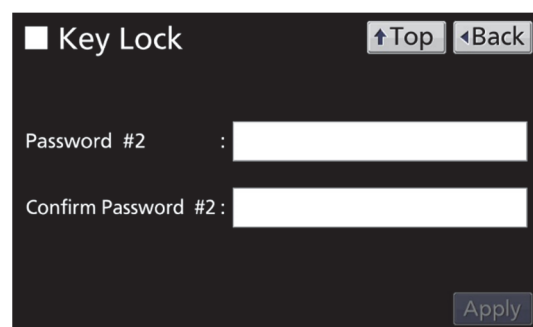 Key Lock
Top
Back
Password #2 :
Confirm Password #2 :
Apply